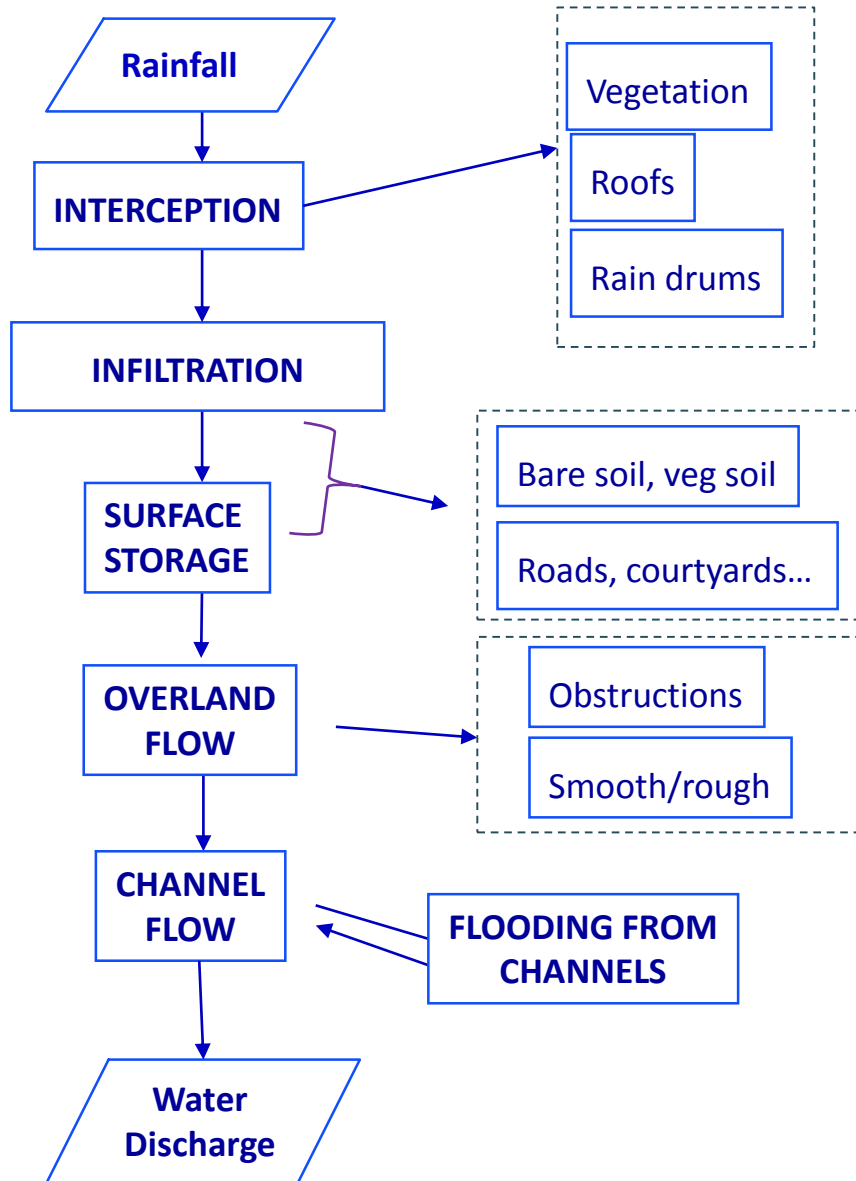 Rainfall
INTERCEPTION
Vegetation
Roofs
Rain drums
INFILTRATION
SURFACE
STORAGE
Bare soil, veg soil
Roads, courtyards…
OVERLAND
FLOW
Obstructions
Smooth/rough
CHANNEL
FLOW
FLOODING FROM
CHANNELS
Water
Discharge